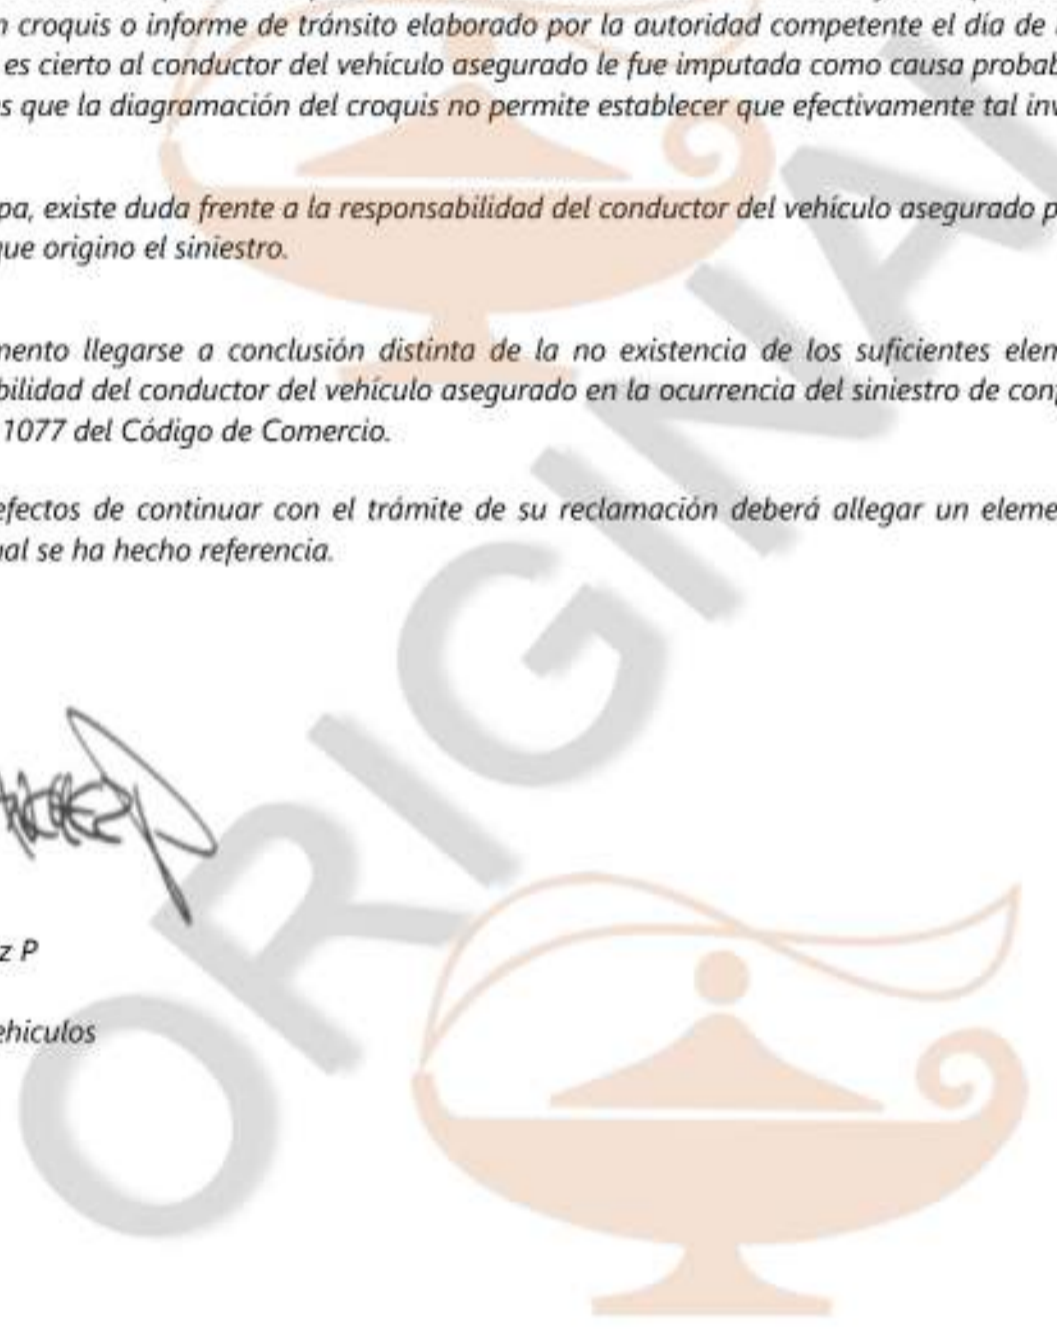 n croquis o informe de tránsito elaborado por la autoridad competente el día de
es cierto al conductor del vehículo asegurado le fue imputada como causa probab
s que la diagramación del croquis no permite establecer que efectivamente tal inv
pa, existe duda frente a la responsabilidad del conductor del vehículo asegurado p
que origino el siniestro.
mento llegarse a conclusión distinta de la no existencia de los suficientes elem
bilidad del conductor del vehículo asegurado en la ocurrencia del siniestro de conf
1077 del Código de Comercio.
efectos de continuar con el trámite de su reclamación deberá allegar un eleme
ual se ha hecho referencia.
z P
ehiculos
ORIGINAL